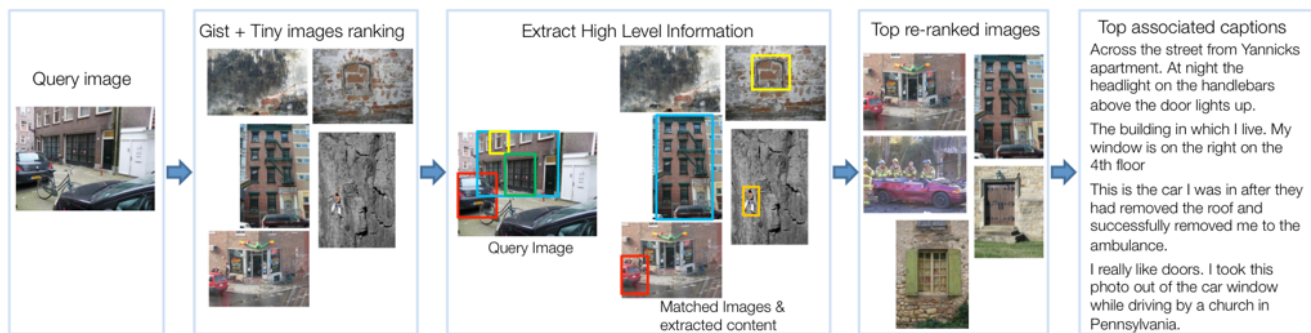 Query image
Gist + Tiny images ranking
Extract High Level Information
Query Image
Matched Images &
extracted content
Top re-ranked images
Top associated captions
Across the street from Yannicks
apartment. At night the
headlight on the handlebars
above the door lights up.
The building in which I live. My
window is on the right on the
4th floor
This is the car I was in after they
had removed the roof and
successfully removed me to the
ambulance.
I really like doors. I took this
photo out of the car window
while driving by a church in
Pennsylvania.